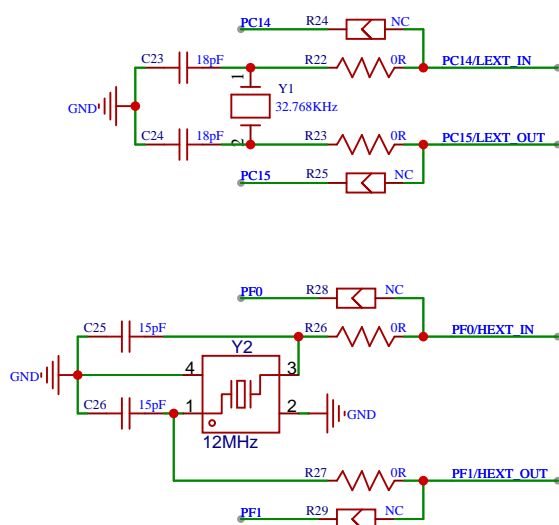 PC14 R24 NC
C23 18pF R22 0R PC14/LEXT_IN
1 Y1
GND 32.768KHz
C24 18pF 2 R23 0R PC15/LEXT_OUT
PC15 R25 NC
PF0 R28 NC
C25 15pF R26 0R PF0/HEXT_IN
Y2
GND 4 3
C26 15pF 1 2 GND
12MHz
R27 0R PF1/HEXT_OUT
PF1 R29 NC